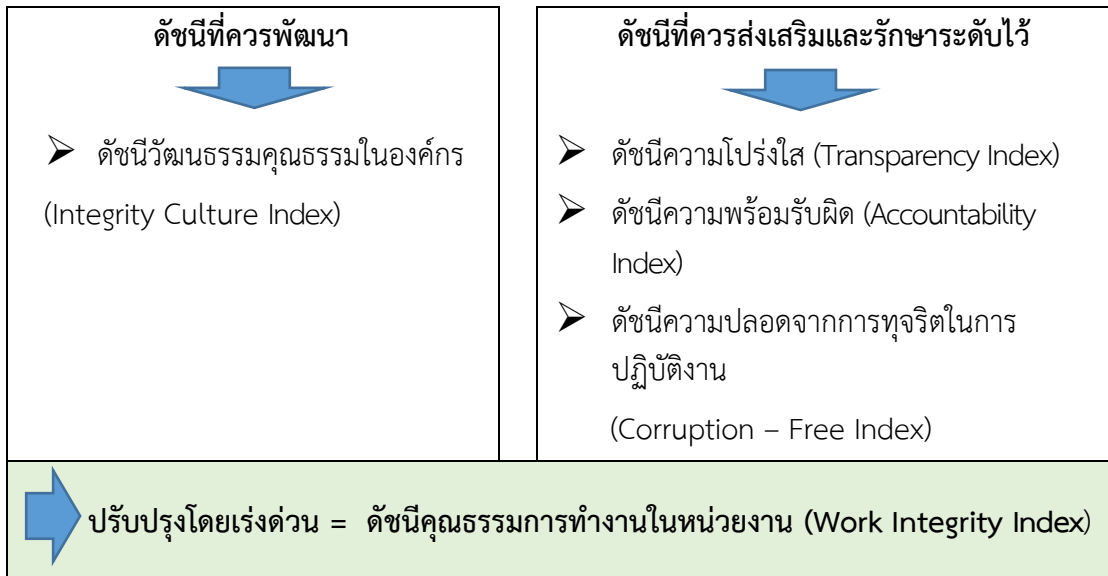 ดัชนีที่ควรพัฒนา
➢ ดัชนีวัฒนธรรมคุณธรรมในองค์กร
(Integrity Culture Index)
ดัชนีที่ควรส่งเสริมและรักษาระดับไว้
➢ ดัชนีความโปร่งใส (Transparency Index)
➢ ดัชนีความพร้อมรับผิด (Accountability
Index)
➢ ดัชนีความปลอดจากการทุจริตในการ
ปฏิบัติงาน
(Corruption – Free Index)
ปรับปรุงโดยเร่งด่วน = ดัชนีคุณธรรมการทำงานในหน่วยงาน (Work Integrity Index)